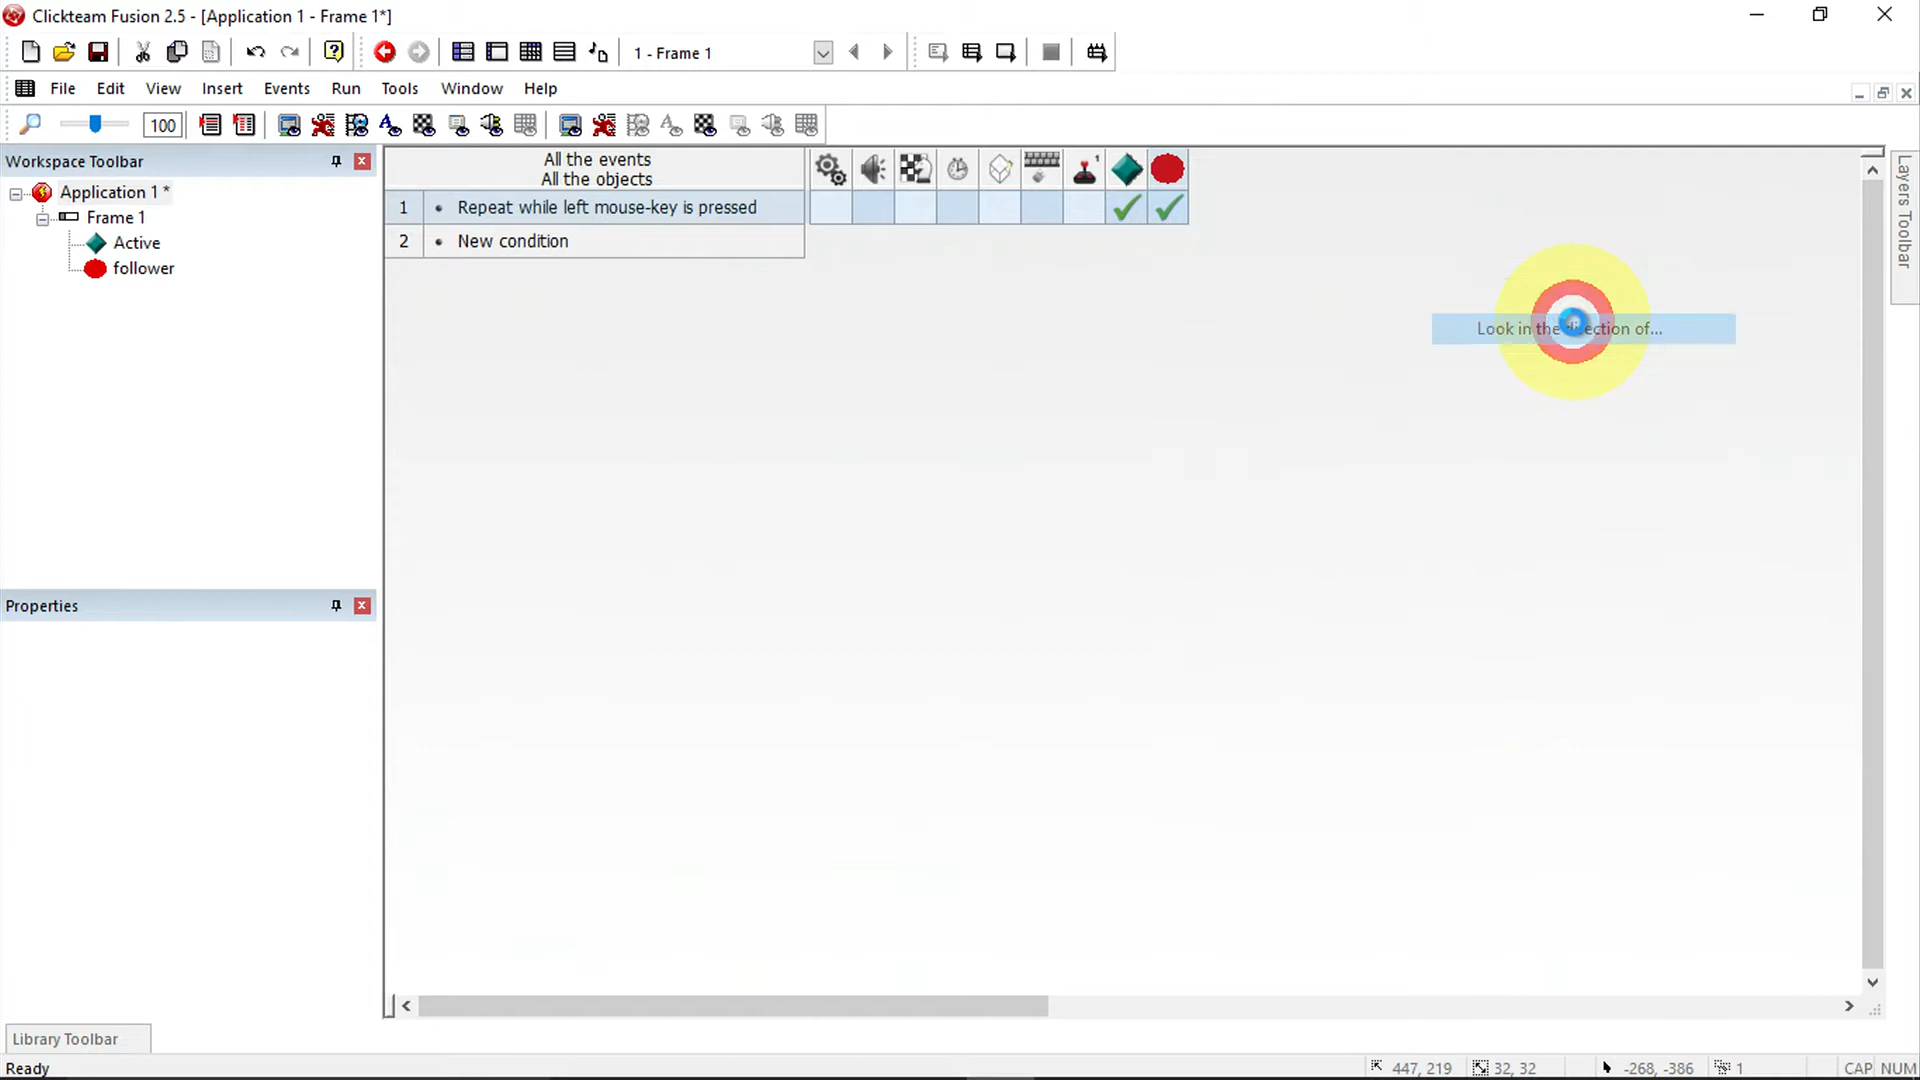 Clickteam Fusion 2.5 - [Application 1 - Frame 1*]
1 - Frame 1
File Edit View Insert Events Run Tools Window Help
100
Workspace Toolbar
Application 1 *
Frame 1
Active
follower
All the events
All the objects
1 • Repeat while left mouse-key is pressed
2 • New condition
1
Look in the direction of...
Layers Toolbar
Properties
Library Toolbar
Ready
447, 219
32, 32
-268, -386
1
CAP NUM